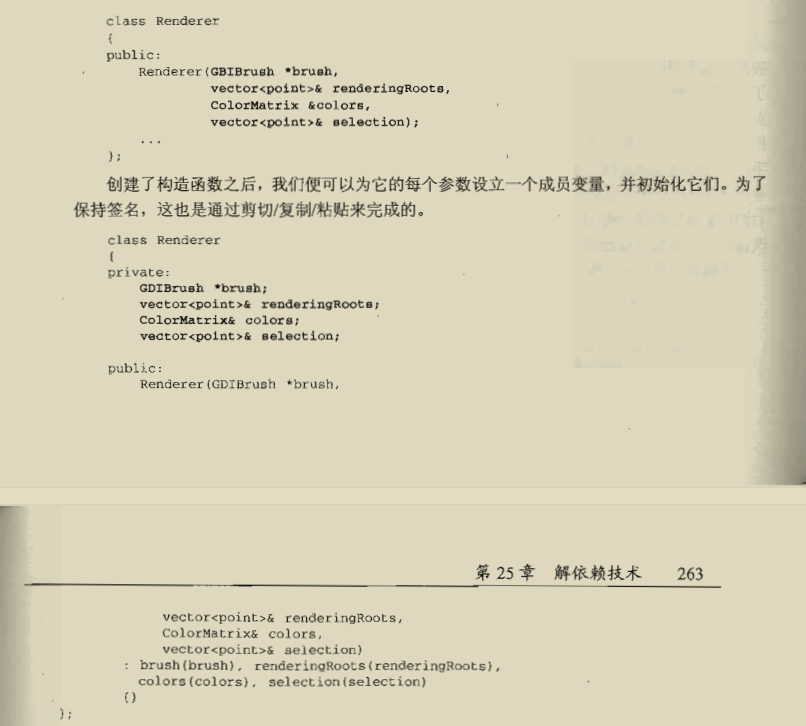 class Renderer
{
public:
    Renderer(GBIBrush *brush,
             vector<point>& renderingRoots,
             ColorMatrix &colors,
             vector<point>& selection);
    ...
};
创建了构造函数之后，我们便可以为它的每个参数设立一个成员变量，并初始化它们。为了
保持签名，这也是通过剪切/复制/粘贴来完成的。
class Renderer
{
private:
    GDIBrush *brush;
    vector<point>& renderingRoots;
    ColorMatrix& colors;
    vector<point>& selection;
public:
    Renderer(GDIBrush *brush,
第 25 章 解依赖技术 263
             vector<point>& renderingRoots,
             ColorMatrix& colors,
             vector<point>& selection)
        : brush(brush), renderingRoots(renderingRoots),
          colors(colors), selection(selection)
        {}
};